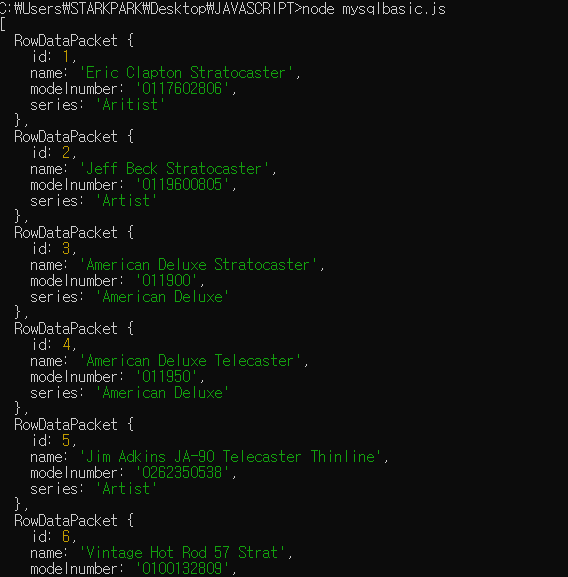 C:₩Users₩STARKPARK₩Desktop₩JAVASCRIPT>node mysqlbasic.js
[
  RowDataPacket {
    id: 1,
    name: 'Eric Clapton Stratocaster',
    modelnumber: '0117602806',
    series: 'Aritist'
  },
  RowDataPacket {
    id: 2,
    name: 'Jeff Beck Stratocaster',
    modelnumber: '0119600805',
    series: 'Artist'
  },
  RowDataPacket {
    id: 3,
    name: 'American Deluxe Stratocaster',
    modelnumber: '011900',
    series: 'American Deluxe'
  },
  RowDataPacket {
    id: 4,
    name: 'American Deluxe Telecaster',
    modelnumber: '011950',
    series: 'American Deluxe'
  },
  RowDataPacket {
    id: 5,
    name: 'Jim Adkins JA-90 Telecaster Thinline',
    modelnumber: '0262350538',
    series: 'Artist'
  },
  RowDataPacket {
    id: 6,
    name: 'Vintage Hot Rod 57 Strat',
    modelnumber: '0100132809',